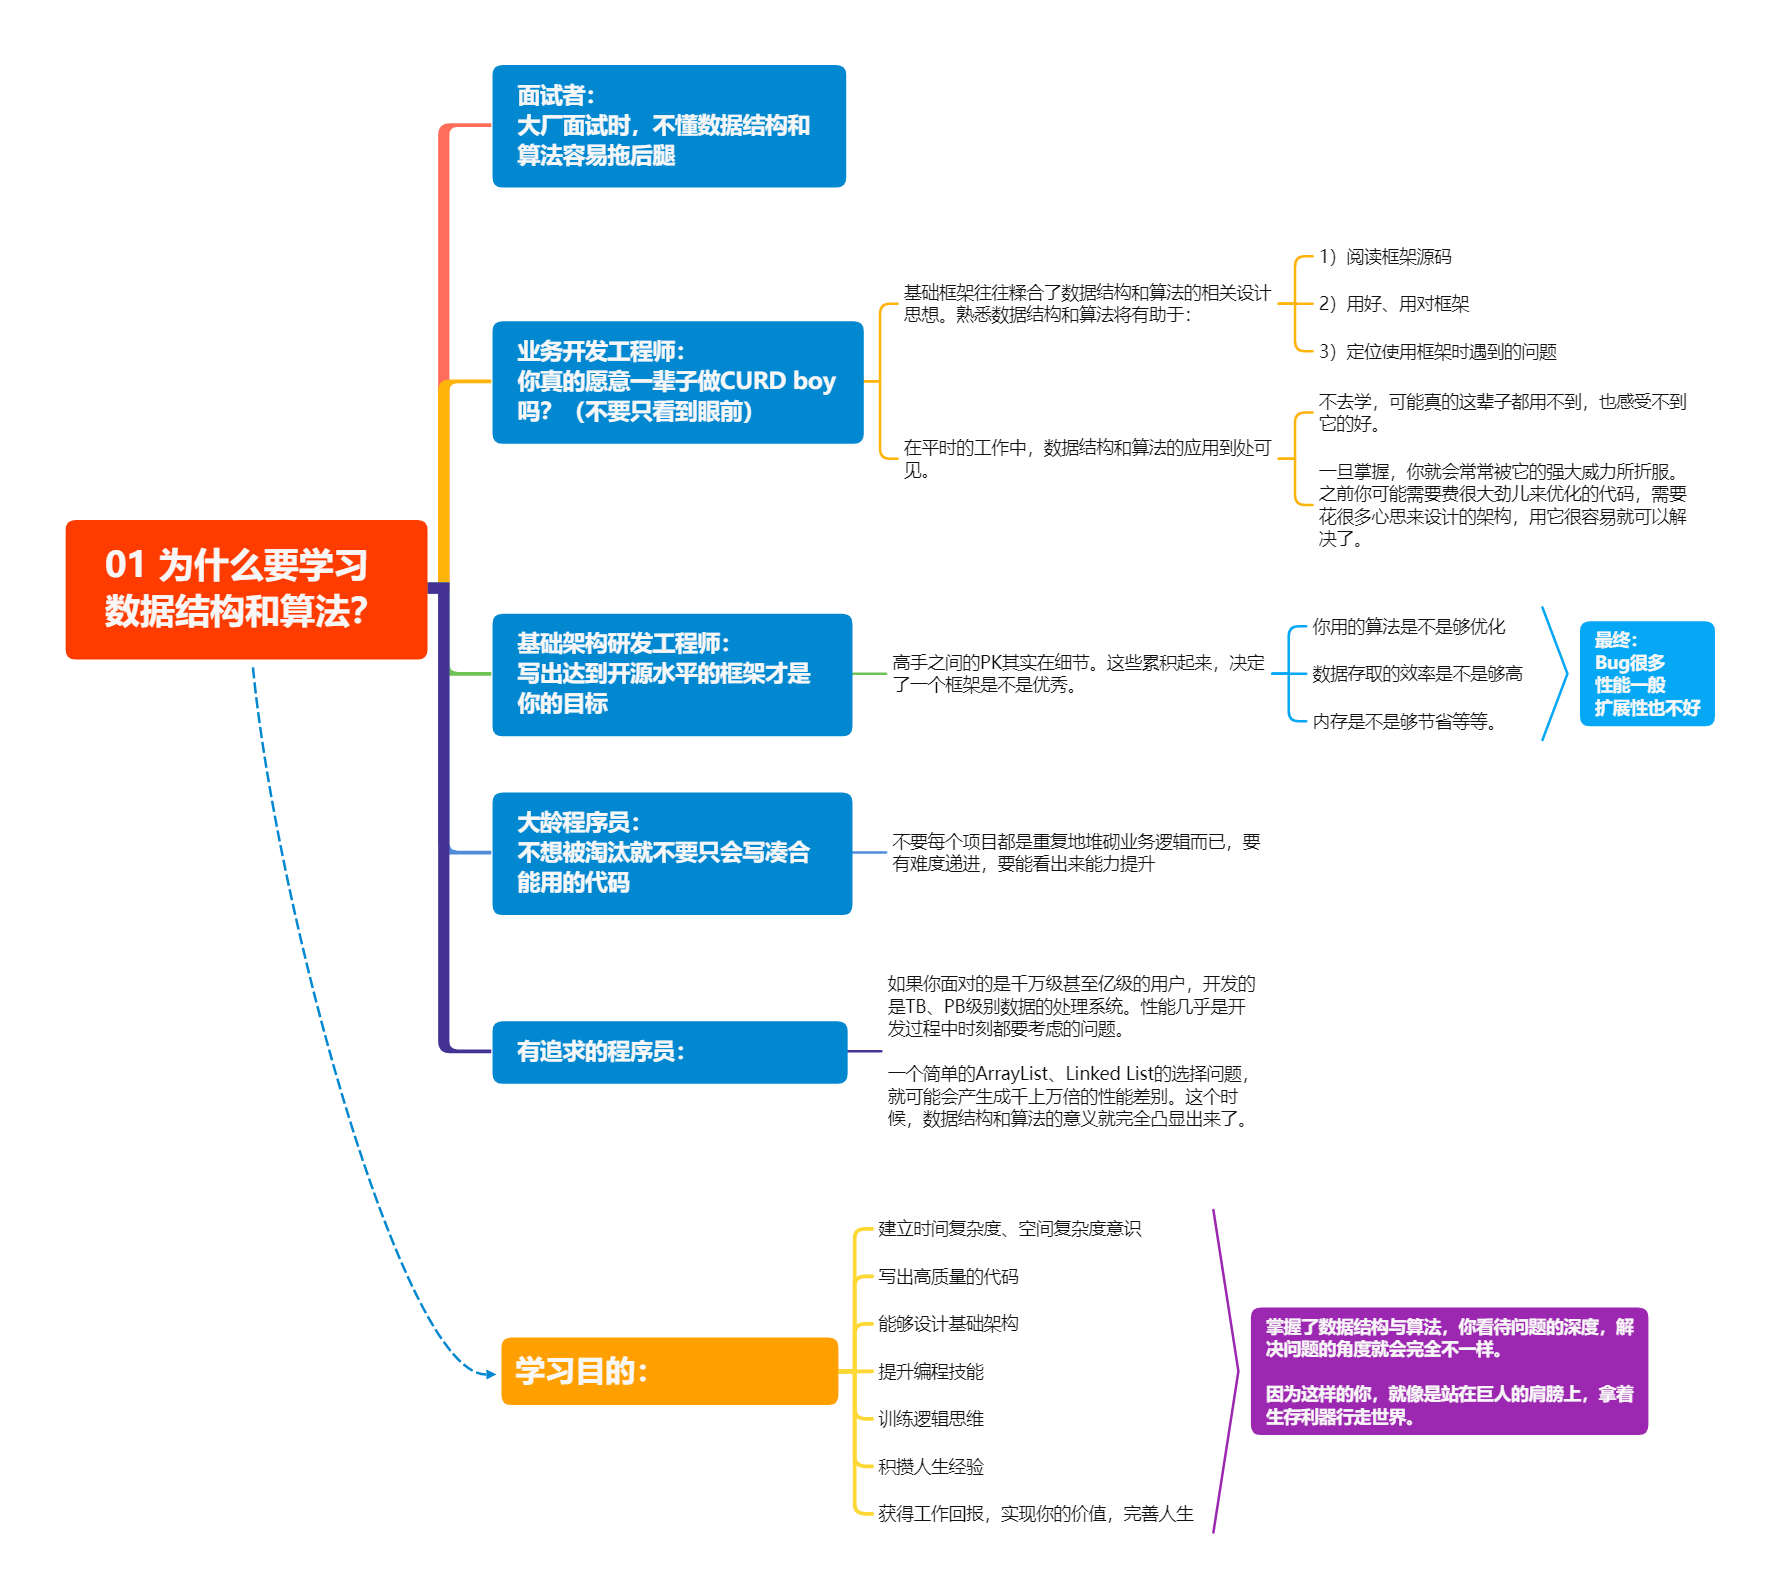 01 为什么要学习
数据结构和算法？
面试者：
大厂面试时，不懂数据结构和
算法容易拖后腿
业务开发工程师：
你真的愿意一辈子做CURD boy
吗？（不要只看到眼前）
基础框架往往糅合了数据结构和算法的相关设计
思想。熟悉数据结构和算法将有助于：
1）阅读框架源码
2）用好、用对框架
3）定位使用框架时遇到的问题
在平时的工作中，数据结构和算法的应用到处可
见。
不去学，可能真的这辈子都用不到，也感受不到
它的好。
一旦掌握，你就会常常被它的强大威力所折服。
之前你可能需要费很大劲儿来优化的代码，需要
花很多心思来设计的架构，用它很容易就可以解
决了。
基础架构研发工程师：
写出达到开源水平的框架才是
你的目标
高手之间的PK其实在细节。这些累积起来，决定
了一个框架是不是优秀。
你用的算法是不是够优化
数据存取的效率是不是够高
内存是不是够节省等等。
最终：
Bug很多
性能一般
扩展性也不好
大龄程序员：
不想被淘汰就不要只会写凑合
能用的代码
不要每个项目都是重复地堆砌业务逻辑而已，要
有难度递进，要能看出来能力提升
有追求的程序员：
如果你面对的是千万级甚至亿级的用户，开发的
是TB、PB级别数据的处理系统。性能几乎是开
发过程中时刻都要考虑的问题。
一个简单的ArrayList、Linked List的选择问题，
就可能会产生成千上万倍的性能差别。这个时
候，数据结构和算法的意义就完全凸显出来了。
学习目的：
建立时间复杂度、空间复杂度意识
写出高质量的代码
能够设计基础架构
提升编程技能
训练逻辑思维
积攒人生经验
获得工作回报，实现你的价值，完善人生
掌握了数据结构与算法，你看待问题的深度，解
决问题的角度就会完全不一样。
因为这样的你，就像是站在巨人的肩膀上，拿着
生存利器行走世界。